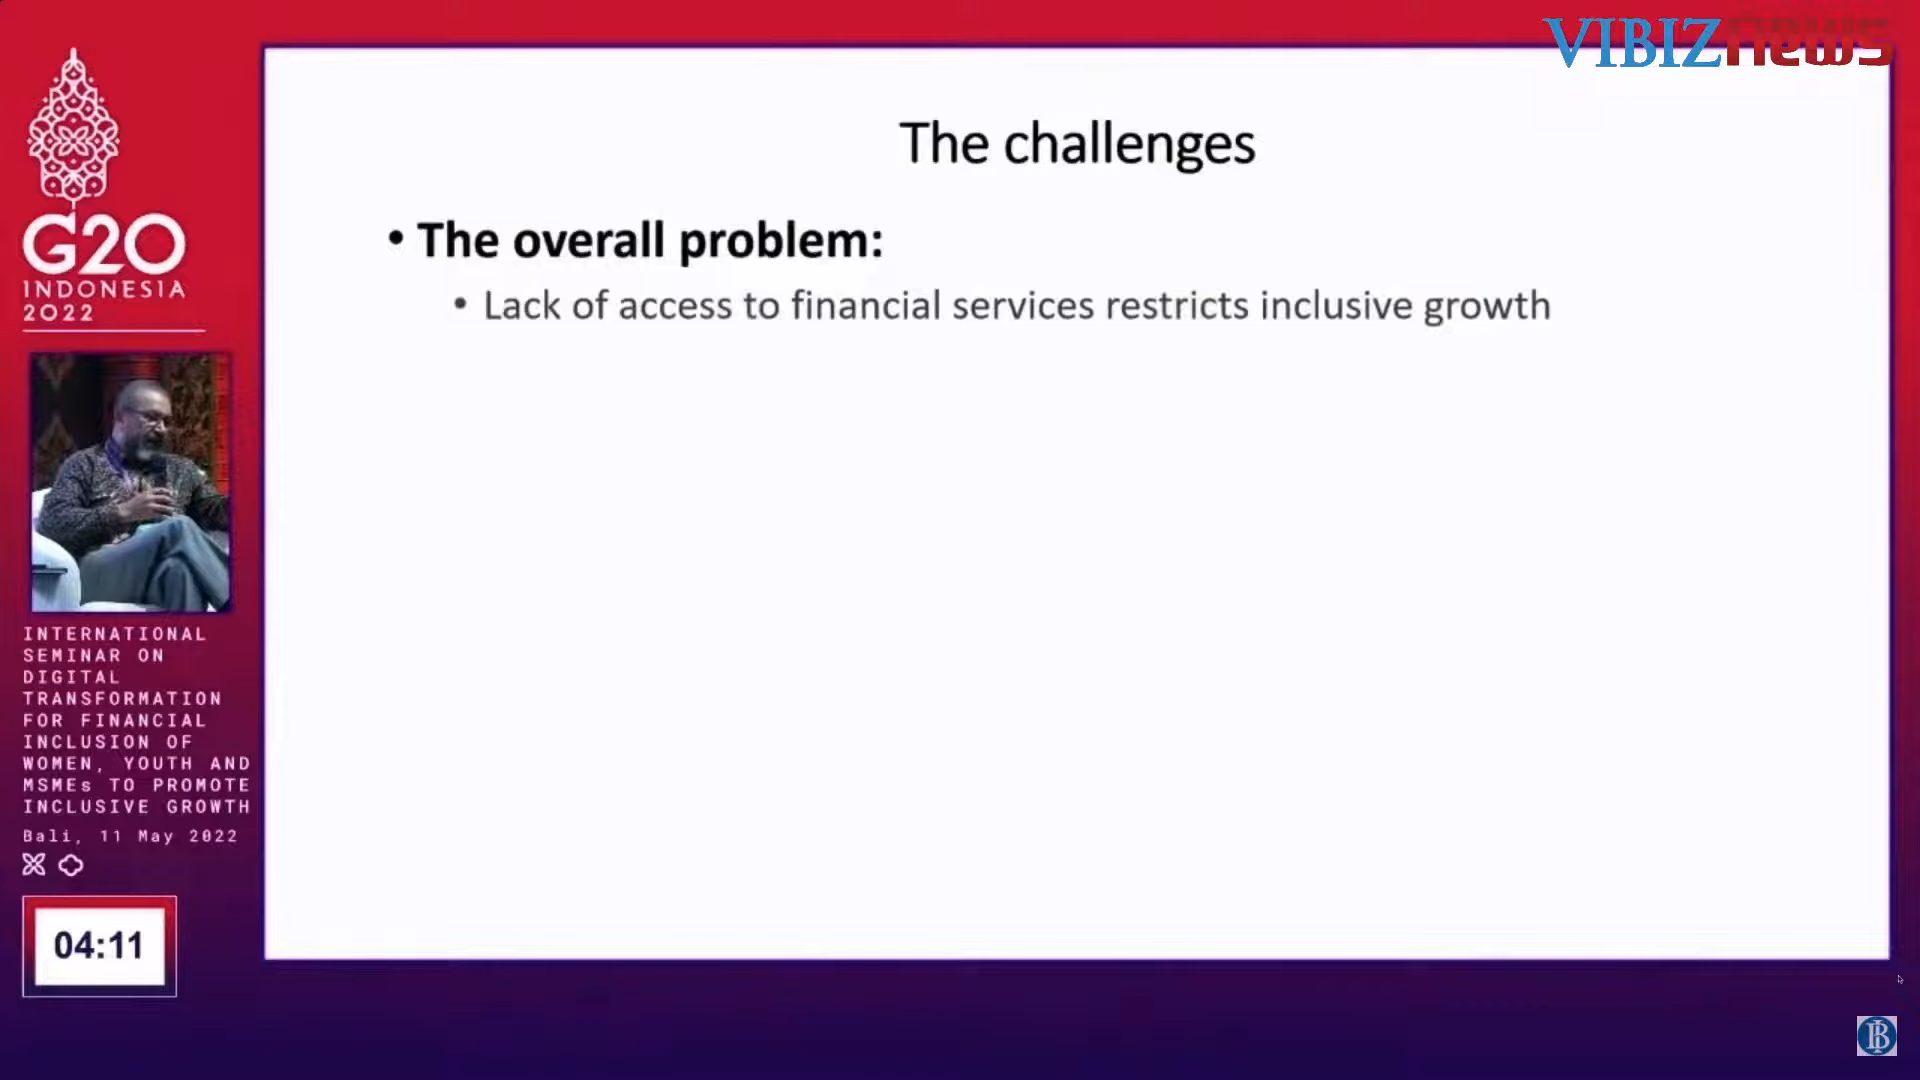 VIBIZnews
G20
INDONESIA
2022
The challenges
• The overall problem:
• Lack of access to financial services restricts inclusive growth
INTERNATIONAL
SEMINAR ON
DIGITAL
TRANSFORMATION
FOR FINANCIAL
INCLUSION OF
WOMEN, YOUTH AND
MSMEs TO PROMOTE
INCLUSIVE GROWTH
Bali, 11 May 2022
04:11